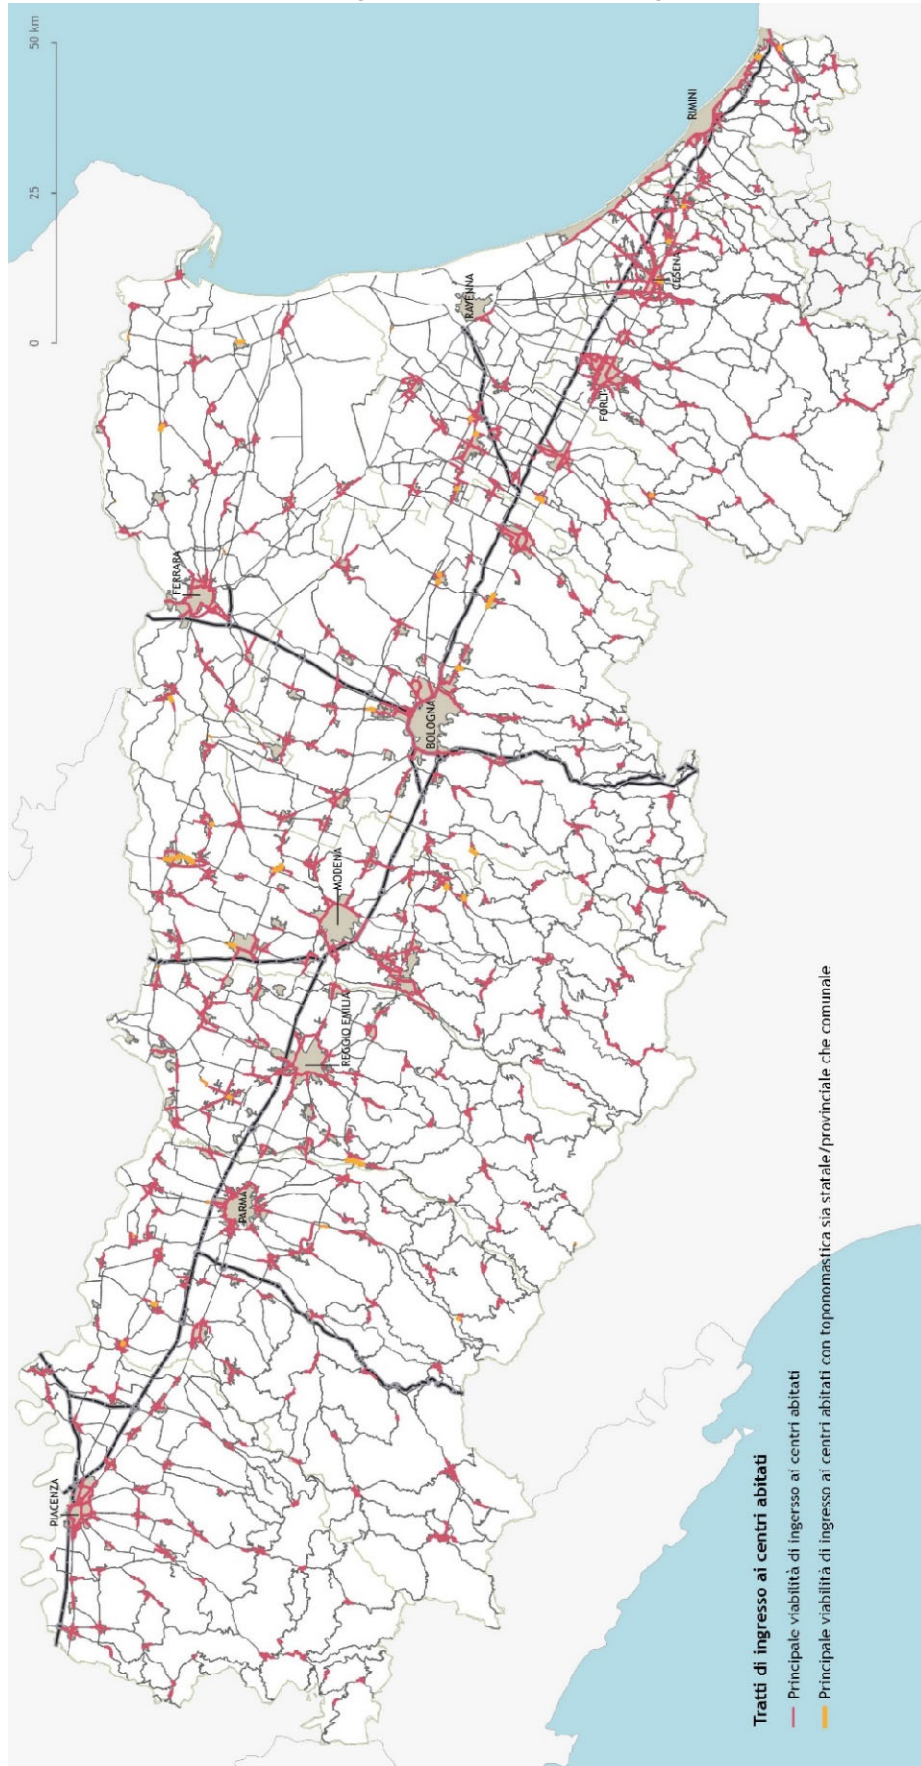 0 25 50 km
PIACENZA
PARMA
REGGIO EMILIA
MODENA
BOLOGNA
FERRARA
RAVENNA
FORLI'
CESENA
RIMINI
Tratti di ingresso ai centri abitati
Principale viabilità di ingersso ai centri abitati
Principale viabilità di ingresso ai centri abitati con toponomastica sia statale/provinciale che comunale